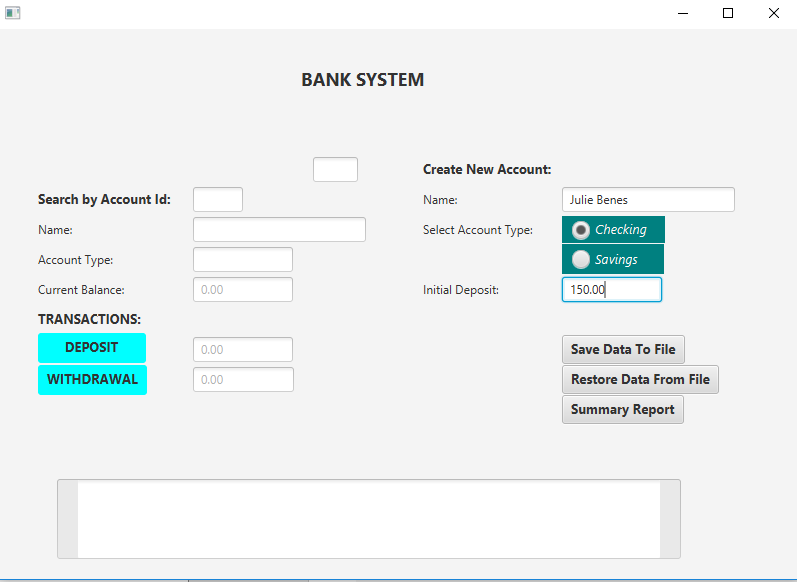 BANK SYSTEM
Create New Account:
Search by Account Id:
Name: Julie Benes
Name:
Select Account Type: Checking
Account Type:
Savings
Current Balance: 0.00
Initial Deposit: 150.00
TRANSACTIONS:
DEPOSIT 0.00
Save Data To File
WITHDRAWAL 0.00
Restore Data From File
Summary Report